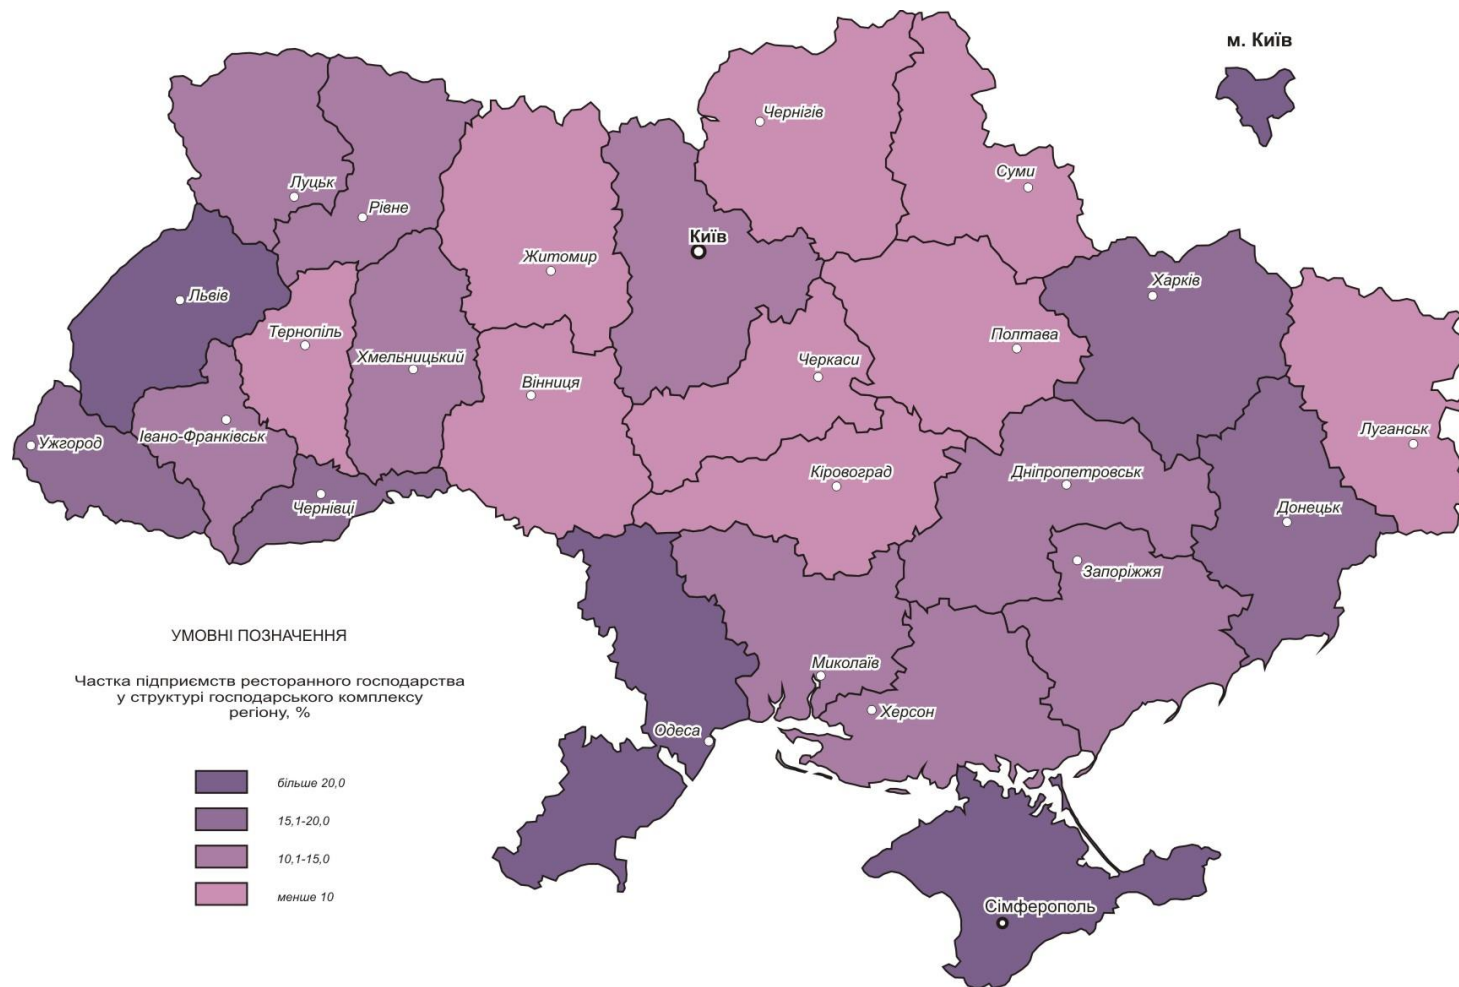 м. Київ
Чернігів
Суми
Луцьк
Рівне
Київ
Житомир
Харків
Львів
Тернопіль
Полтава
Хмельницький
Черкаси
Вінниця
Ужгород
Івано-Франківськ
Луганськ
Кіровоград
Дніпропетровськ
Чернівці
Донецьк
Запоріжжя
УМОВНІ ПОЗНАЧЕННЯ
Миколаїв
Частка підприємств ресторанного господарства
у структурі господарського комплексу
регіону, %
Херсон
Одеса
більше 20,0
15,1-20,0
10,1-15,0
менше 10
Сімферополь